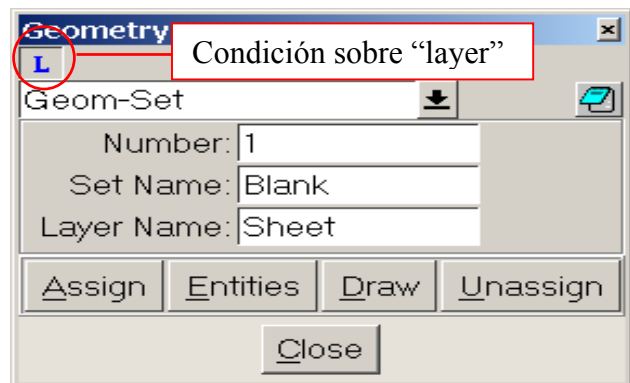 Geometry
Condición sobre “layer”
L
Geom-Set
Number: 1
Set Name: Blank
Layer Name: Sheet
Assign Entities Draw Unassign
Close